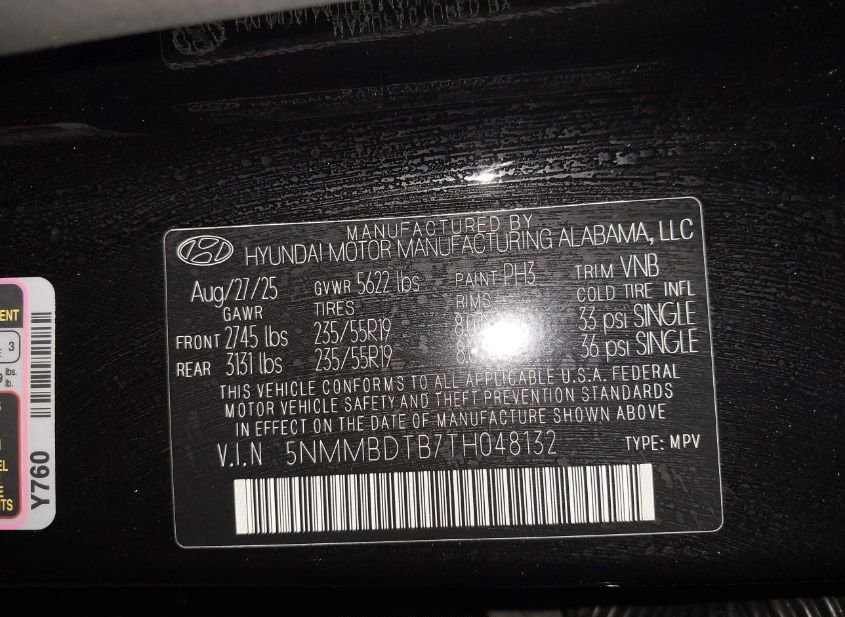 MANUFACTURED BY
HYUNDAI MOTOR MANUFACTURING ALABAMA, LLC
Aug/27/25 GVWR 5622 lbs PAINT PH3 TRIM VNB
GAWR TIRES RIMS COLD TIRE INFL
FRONT 2745 lbs 235/55R19 33 psi SINGLE
REAR 3131 lbs 235/55R19 36 psi SINGLE
THIS VEHICLE CONFORMS TO ALL APPLICABLE U.S.A. FEDERAL
MOTOR VEHICLE SAFETY AND THEFT PREVENTION STANDARDS
IN EFFECT ON THE DATE OF MANUFACTURE SHOWN ABOVE
V.I.N 5NMMBDTB7TH048132 TYPE: MPV
3
lbs.
lb.
Y760